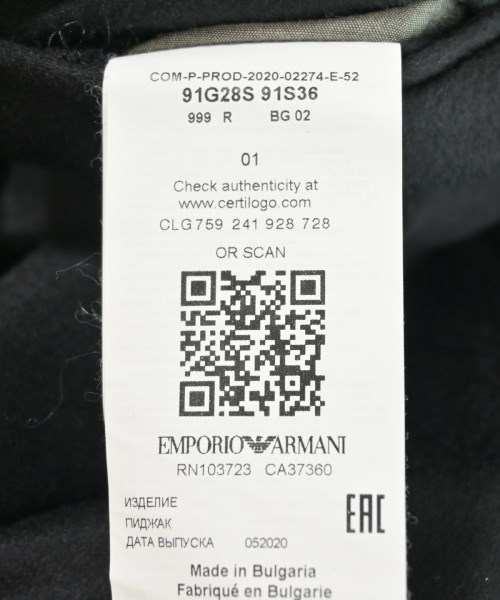 COM-P-PROD-2020-02274-E-52
91G28S 91S36
999 R BG 02
01
Check authenticity at
www.certilogo.com
CLG 759 241 928 728
OR SCAN
EMPORIO ARMANI
RN103723 CA37360
ИЗДЕЛИЕ
ПИДЖАК
ДАТА ВЫПУСКА 052020
EAC
Made in Bulgaria
Fabriqué en Bulgarie